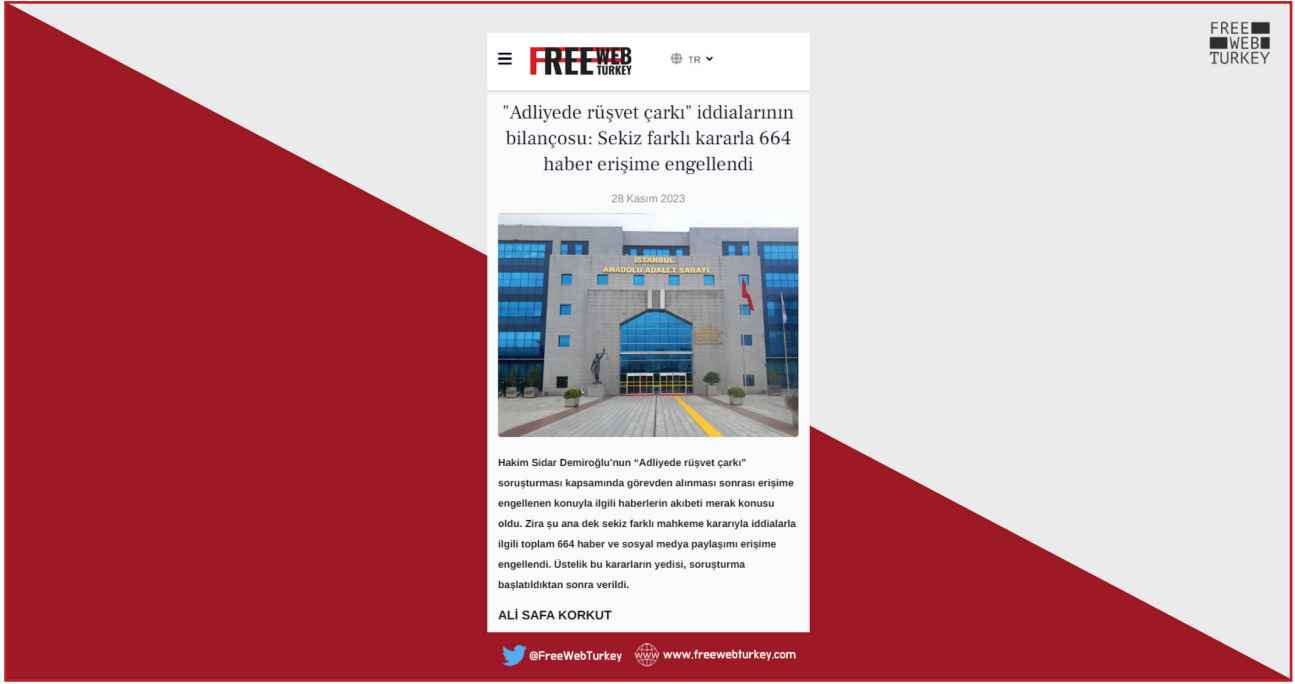 FREE
WEB
TURKEY
FREE WEB
TURKEY
TR
"Adliyede rüşvet çarkı" iddialarının
bilançosu: Sekiz farklı kararla 664
haber erişime engellendi
28 Kasım 2023
İSTANBUL
ANADOLU ADALET SARAYI
Hakim Sidar Demiroğlu'nun “Adliyede rüşvet çarkı”
soruşturması kapsamında görevden alınması sonrası erişime
engellenen konuyla ilgili haberlerin akıbeti merak konusu
oldu. Zira şu ana dek sekiz farklı mahkeme kararıyla iddialarla
ilgili toplam 664 haber ve sosyal medya paylaşımı erişime
engellendi. Üstelik bu kararların yedisi, soruşturma
başlatıldıktan sonra verildi.
ALİ SAFA KORKUT
@FreeWebTurkey www www.freewebturkey.com